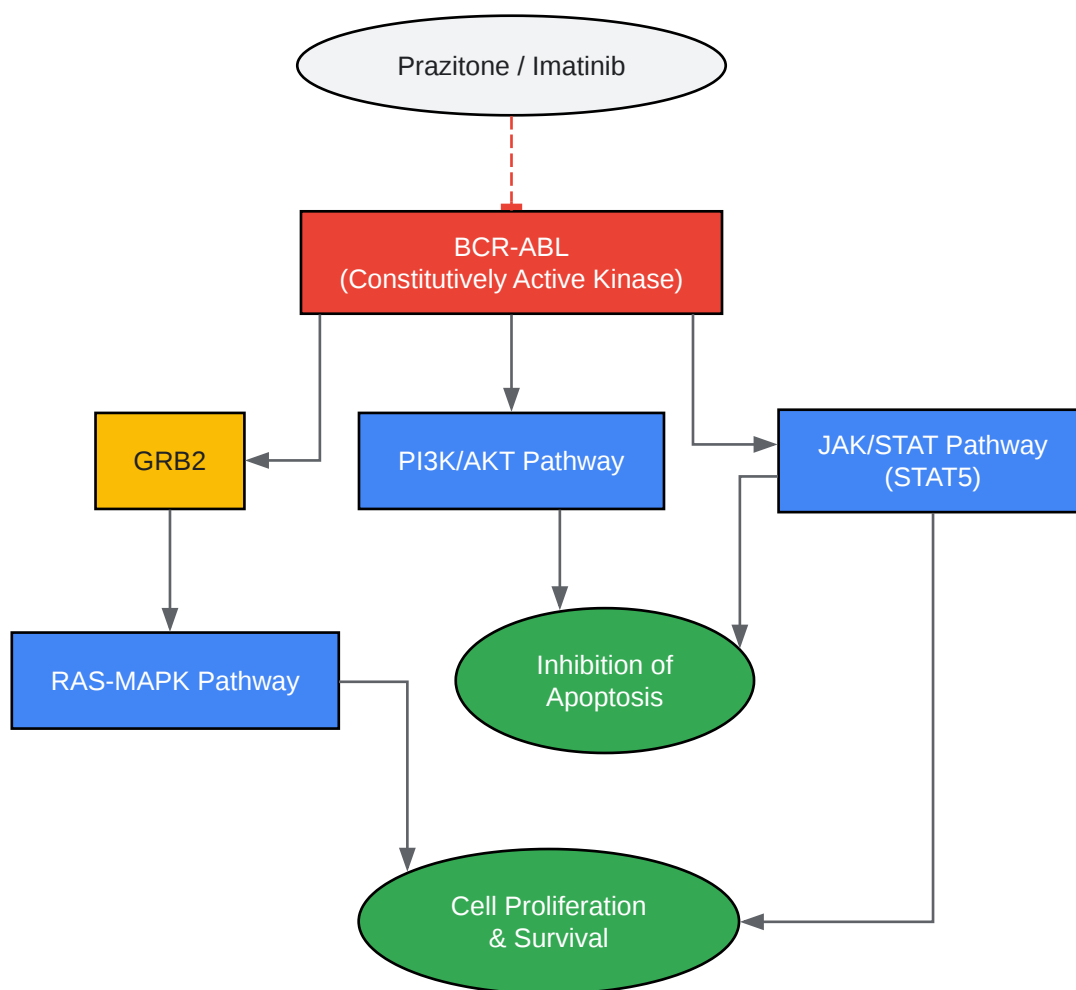 Prazitone / Imatinib
BCR-ABL
(Constitutively Active Kinase)
GRB2
PI3K/AKT Pathway
JAK/STAT Pathway
(STAT5)
RAS-MAPK Pathway
Inhibition of
Apoptosis
Cell Proliferation
& Survival